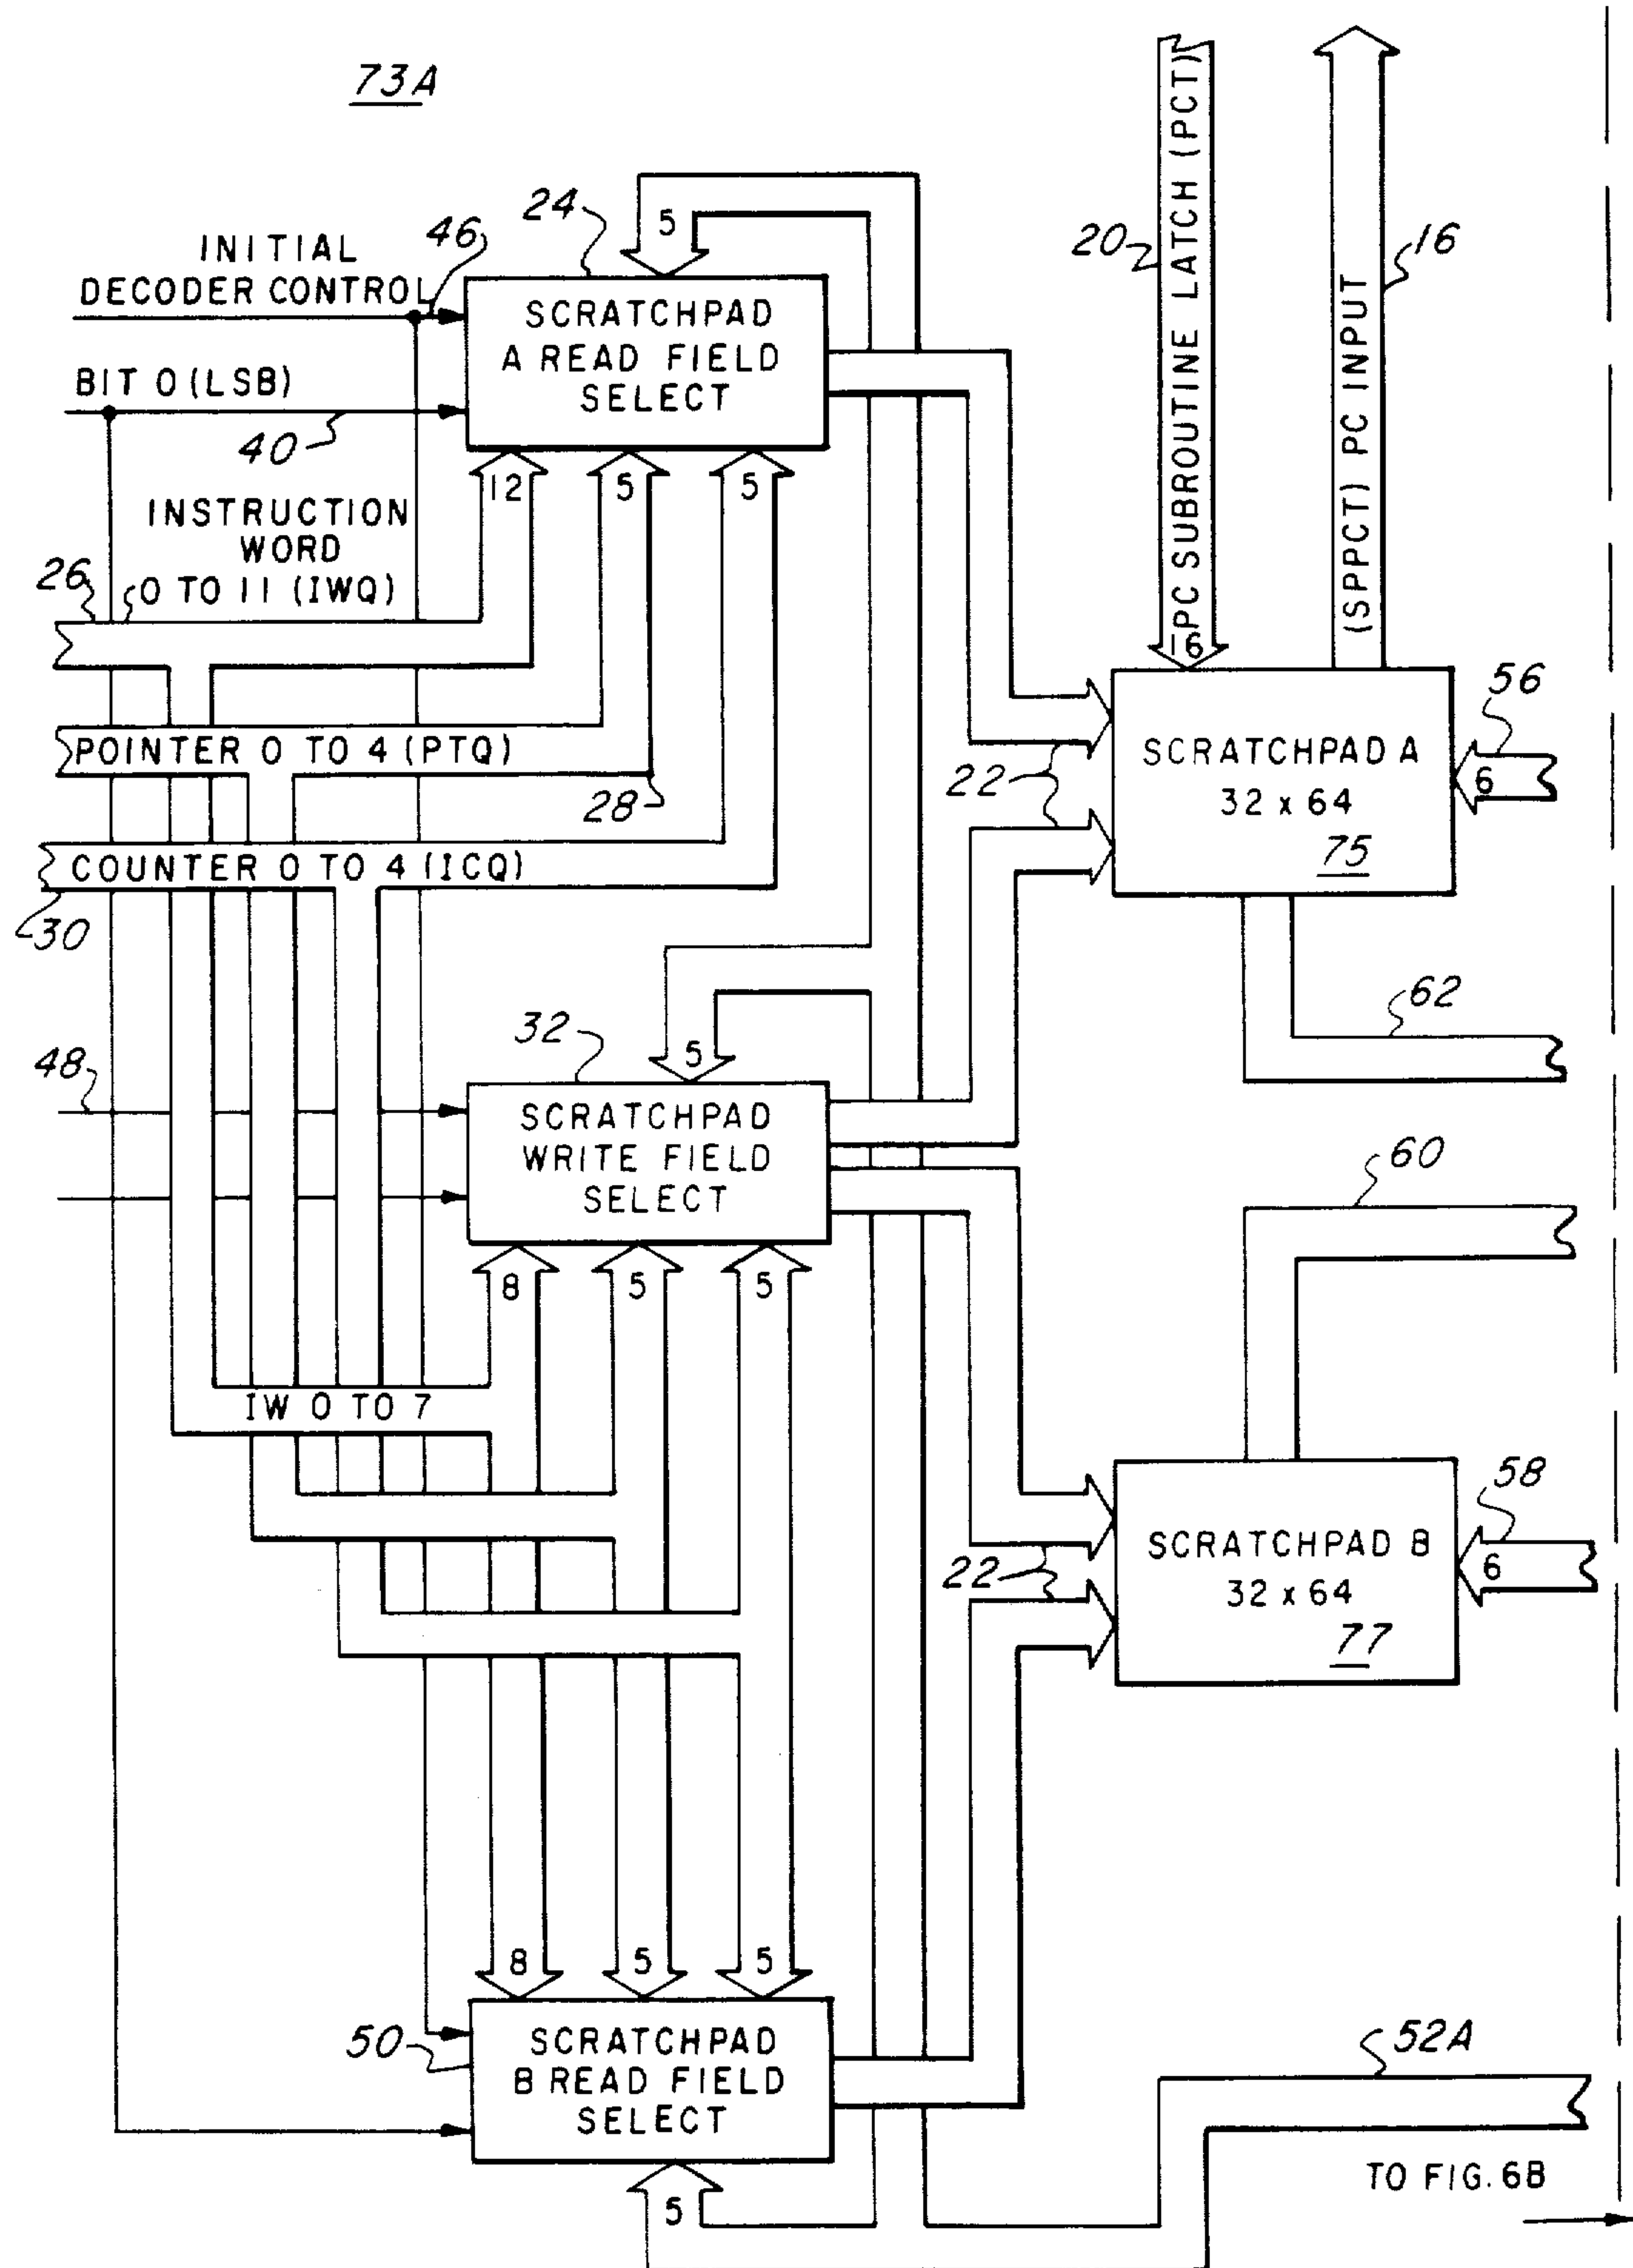 73A
24
5
INITIAL
DECODER CONTROL
46
SCRATCHPAD
A READ FIELD
SELECT
BIT 0 (LSB)
40
12
5
5
INSTRUCTION
WORD
0 TO 11 (IWQ)
26
POINTER 0 TO 4 (PTQ)
28
COUNTER 0 TO 4 (ICQ)
30
20
PC SUBROUTINE LATCH (PCT)
16
(SPPCT) PC INPUT
16
22
SCRATCHPAD A
32 x 64
75
56
6
62
32
5
48
SCRATCHPAD
WRITE FIELD
SELECT
8
5
5
IW 0 TO 7
60
22
SCRATCHPAD B
32 x 64
77
58
6
8
5
5
50
SCRATCHPAD
B READ FIELD
SELECT
5
52A
TO FIG. 6B